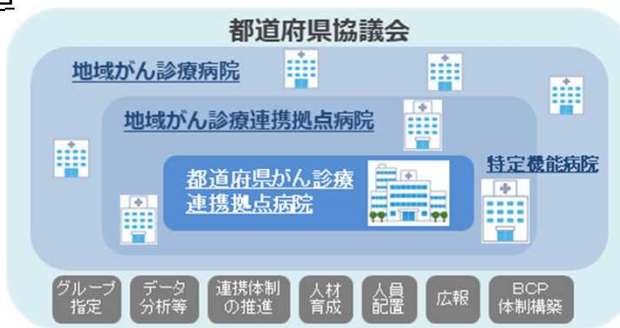 都道府県協議会
地域がん診療病院
地域がん診療連携拠点病院
特定機能病院
都道府県がん診療
連携拠点病院
グループ
指定
データ
分析等
連携体制
の推進
人材
育成
人員
配置
広報
BCP
体制構築